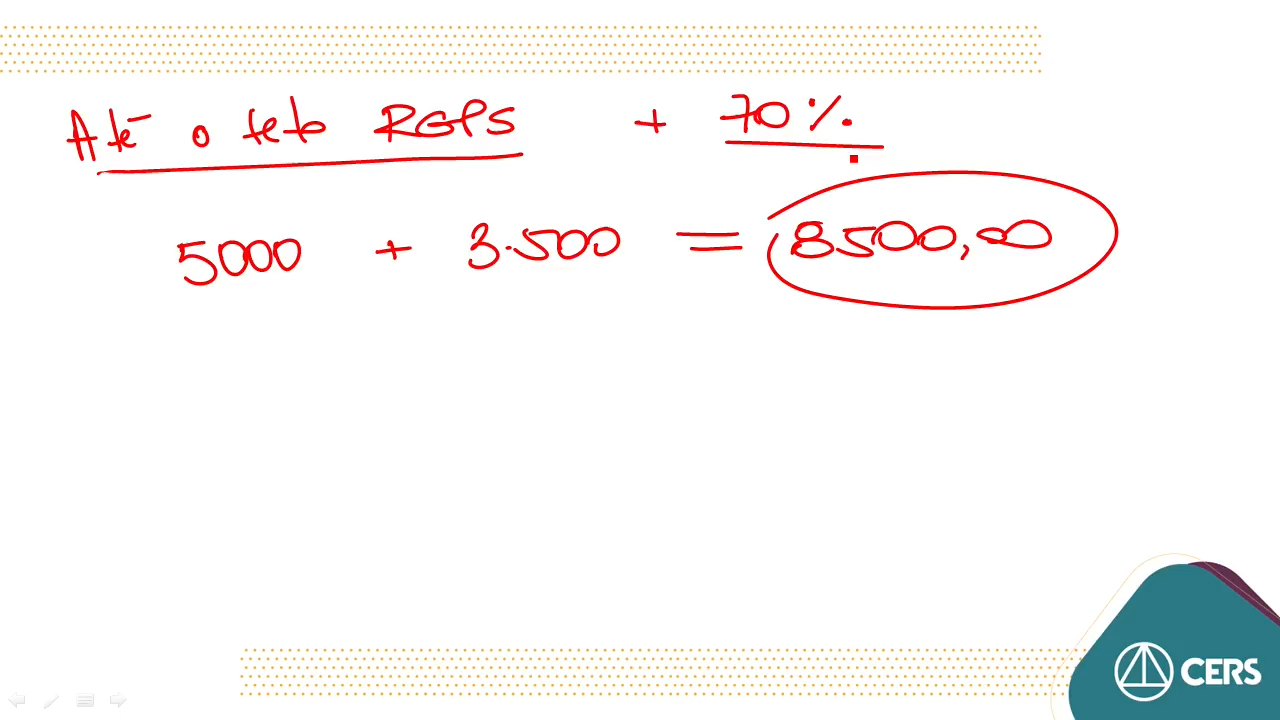 Até o teto RGPS + 70%
5000 + 3.500 = 8500,00
CERS